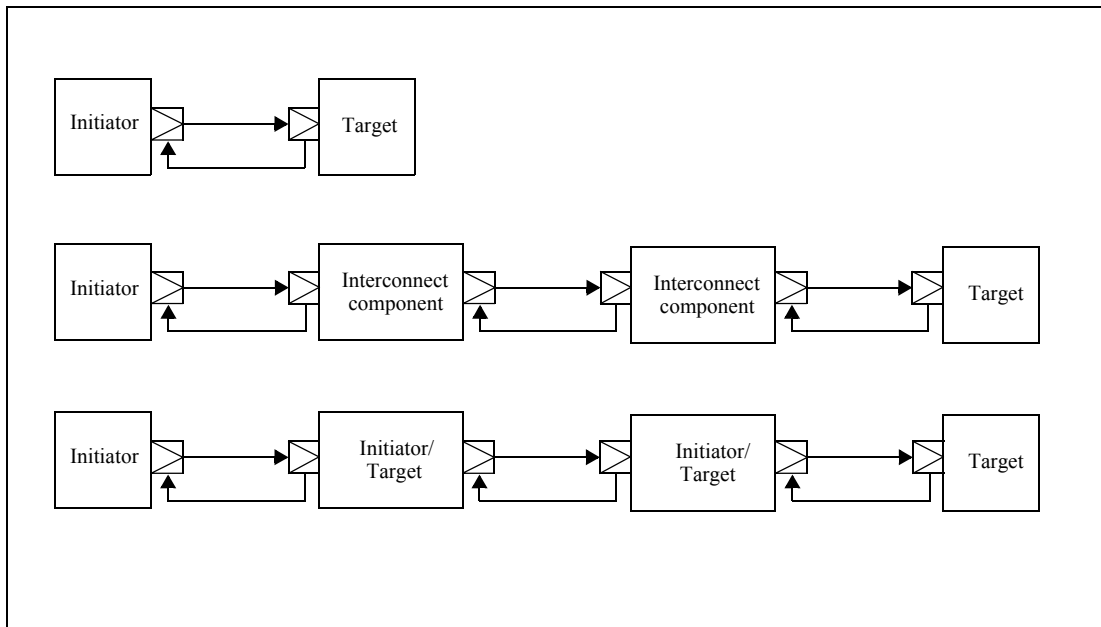 Initiator
Target
Initiator
Interconnect
component
Interconnect
component
Target
Initiator
Initiator/
Target
Initiator/
Target
Target